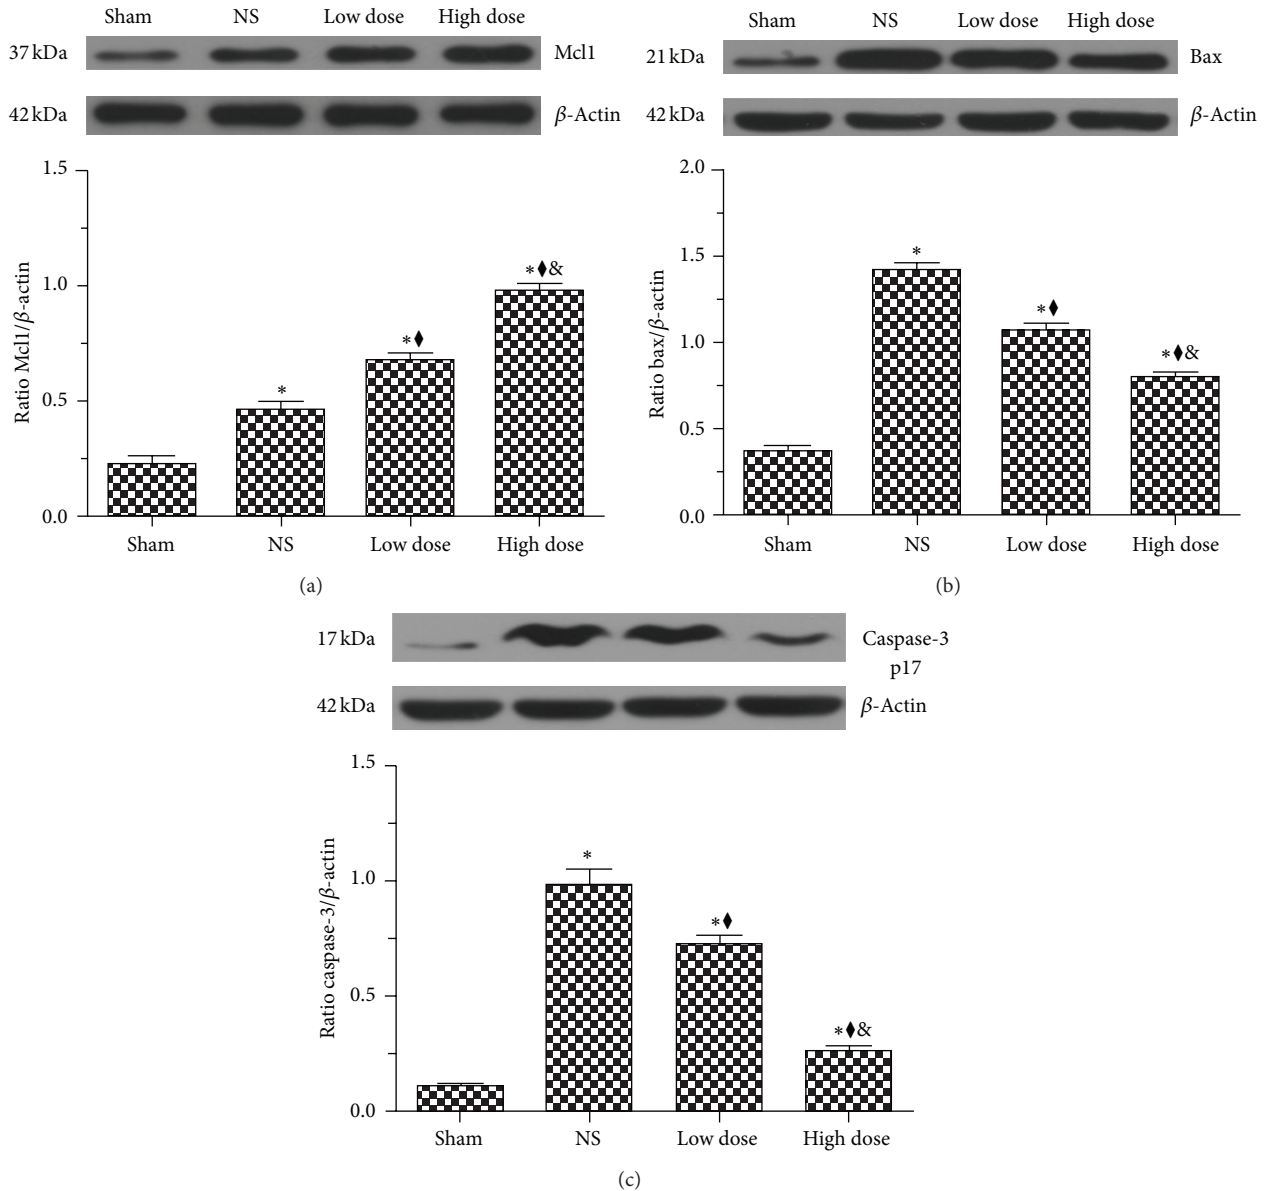 Sham NS Low dose High dose
37 kDa Mcl1
42 kDa β-Actin
1.5
1.0
0.5
0.0
Ratio Mcl1/β-actin
*
*♦
*♦&
Sham NS Low dose High dose
(a)
Sham NS Low dose High dose
21 kDa Bax
42 kDa β-Actin
2.0
1.5
1.0
0.5
0.0
Ratio bax/β-actin
*
*♦
*♦&
Sham NS Low dose High dose
(b)
17 kDa Caspase-3
p17
42 kDa β-Actin
1.5
1.0
0.5
0.0
Ratio caspase-3/β-actin
*
*♦
*♦&
Sham NS Low dose High dose
(c)